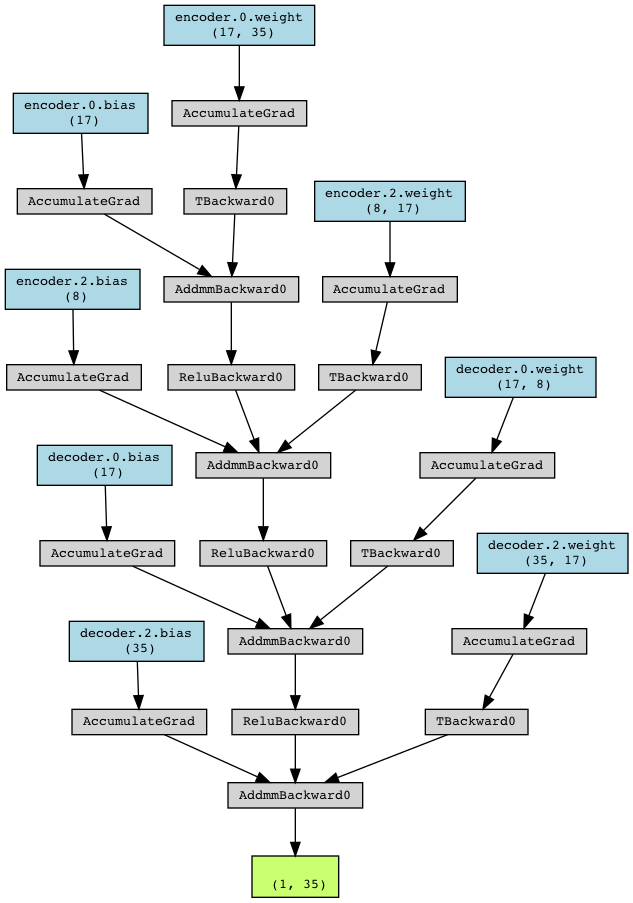 encoder.0.weight
(17, 35)
encoder.0.bias
(17)
AccumulateGrad
AccumulateGrad
TBackward0
encoder.2.weight
(8, 17)
encoder.2.bias
(8)
AddmmBackward0
AccumulateGrad
AccumulateGrad
ReluBackward0
TBackward0
decoder.0.weight
(17, 8)
decoder.0.bias
(17)
AddmmBackward0
AccumulateGrad
AccumulateGrad
ReluBackward0
TBackward0
decoder.2.weight
(35, 17)
decoder.2.bias
(35)
AddmmBackward0
AccumulateGrad
AccumulateGrad
ReluBackward0
TBackward0
AddmmBackward0
(1, 35)